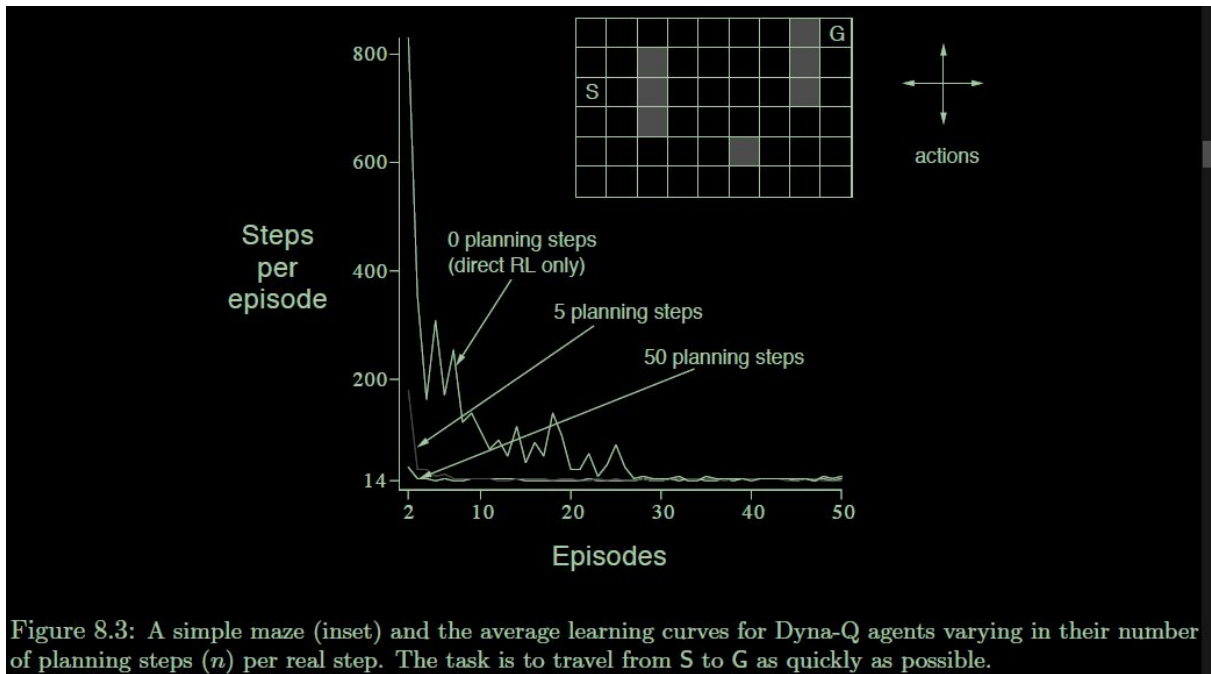 800
G
S
actions
600
Steps
per
episode
0 planning steps
(direct RL only)
400
5 planning steps
50 planning steps
200
14
2 10 20 30 40 50
Episodes
Figure 8.3: A simple maze (inset) and the average learning curves for Dyna-Q agents varying in their number
of planning steps (n) per real step. The task is to travel from S to G as quickly as possible.